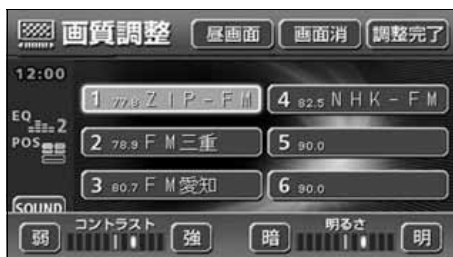 画質調整 昼画面 画面消 調整完了
12:00
1 77.8 ZIP-FM 4 82.5 NHK-FM
EQ 2
2 78.9 FM三重 5 90.0
POS
3 80.7 FM愛知 6 90.0
SOUND
コントラスト 明るさ
弱 強 暗 明